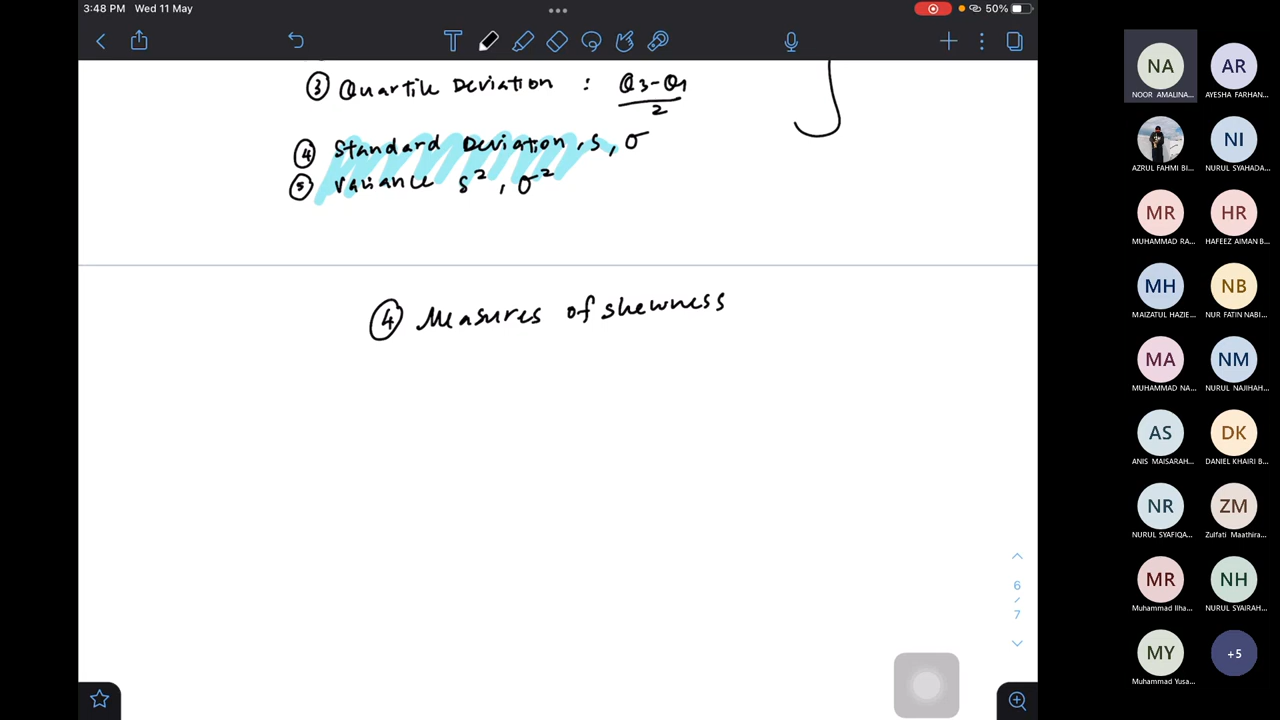 3:48 PM Wed 11 May
50%
③ Quartile Deviation : Q3-Q1
2
④ Standard Deviation, s, σ
⑤ Variance s², σ²
④ Measures of skewness
6
/
7
NA
NOOR AMALINA...
AR
AYESHA FARHAN...
AZRUL FAHMI BI...
NI
NURUL SYAHADA...
MR
MUHAMMAD RA...
HR
HAFEEZ AIMAN B...
MH
MAIZATUL HAZIE...
NB
NUR FATIN NABI...
MA
MUHAMMAD NA...
NM
NURUL NAJIHAH...
AS
ANIS MAISARAH...
DK
DANIEL KHAIRI B...
NR
NURUL SYAFIQA...
ZM
Zulfati Maathira...
MR
Muhammad Ilha...
NH
NURUL SYAIRAH...
MY
Muhammad Yusa...
+5